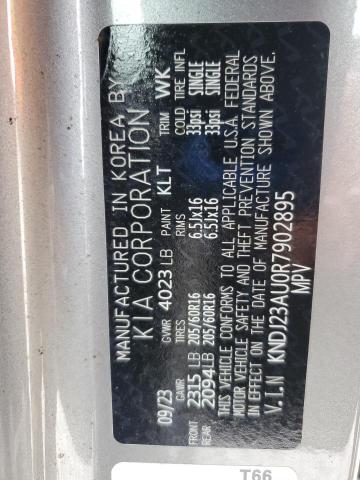 MANUFACTURED IN KOREA BY
KIA CORPORATION
09/23 GVWR 4023 LB PAINT KLT TRIM WK
GAWR TIRES RIMS COLD TIRE INFL
FRONT 2315 LB 205/60R16 6.5Jx16 33psi SINGLE
REAR 2094 LB 205/60R16 6.5Jx16 33psi SINGLE
THIS VEHICLE CONFORMS TO ALL APPLICABLE U.S.A. FEDERAL
MOTOR VEHICLE SAFETY AND THEFT PREVENTION STANDARDS
IN EFFECT ON THE DATE OF MANUFACTURE SHOWN ABOVE.
V.I.N KNDJ23AU0R7902895
MPV
T66